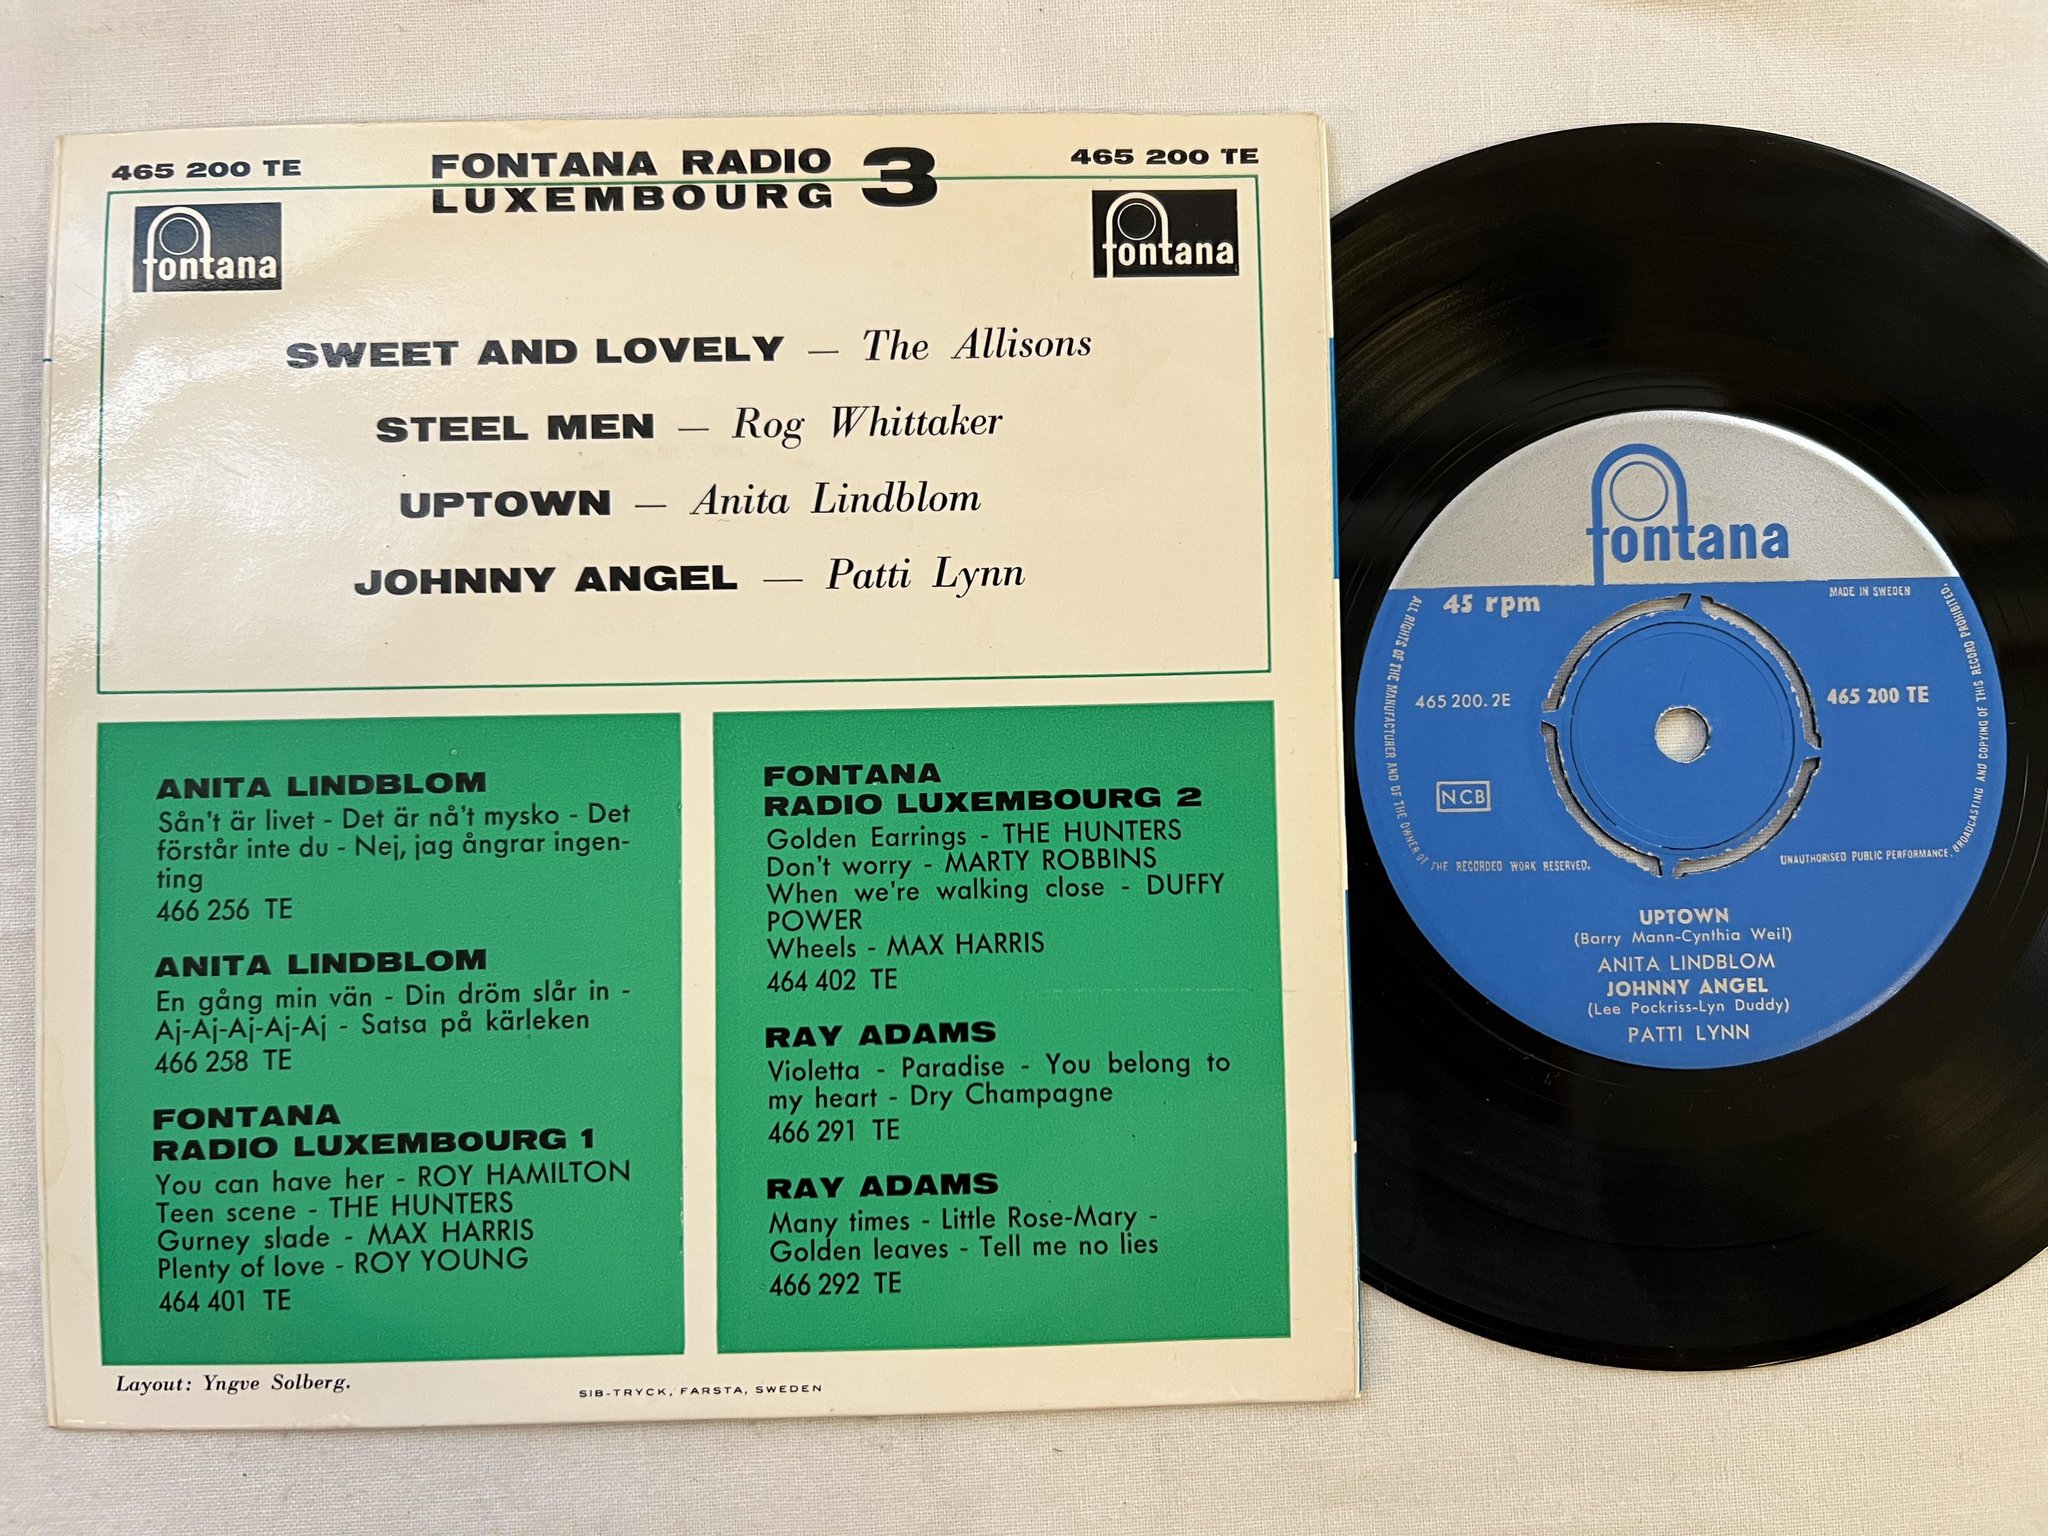 465 200 TE
FONTANA RADIO
LUXEMBOURG 3
465 200 TE
fontana
fontana
SWEET AND LOVELY — The Allisons
STEEL MEN — Rog Whittaker
UPTOWN — Anita Lindblom
JOHNNY ANGEL — Patti Lynn
ANITA LINDBLOM
Sån't är livet - Det är nå't mysko - Det
förstår inte du - Nej, jag ångrar ingen-
ting
466 256 TE
ANITA LINDBLOM
En gång min vän - Din dröm slår in -
Aj-Aj-Aj-Aj-Aj - Satsa på kärleken
466 258 TE
FONTANA
RADIO LUXEMBOURG 1
You can have her - ROY HAMILTON
Teen scene - THE HUNTERS
Gurney slade - MAX HARRIS
Plenty of love - ROY YOUNG
464 401 TE
FONTANA
RADIO LUXEMBOURG 2
Golden Earrings - THE HUNTERS
Don't worry - MARTY ROBBINS
When we're walking close - DUFFY
POWER
Wheels - MAX HARRIS
464 402 TE
RAY ADAMS
Violetta - Paradise - You belong to
my heart - Dry Champagne
466 291 TE
RAY ADAMS
Many times - Little Rose-Mary -
Golden leaves - Tell me no lies
466 292 TE
Layout: Yngve Solberg.
SIB-TRYCK, FARSTA, SWEDEN
fontana
45 rpm
MADE IN SWEDEN
465 200.2E
465 200 TE
NCB
ALL RIGHTS OF THE MANUFACTURER AND OF THE OWNER OF THE RECORDED WORK RESERVED.
UNAUTHORISED PUBLIC PERFORMANCE, BROADCASTING AND COPYING OF THIS RECORD PROHIBITED.
UPTOWN
(Barry Mann-Cynthia Weil)
ANITA LINDBLOM
JOHNNY ANGEL
(Lee Pockriss-Lyn Duddy)
PATTI LYNN